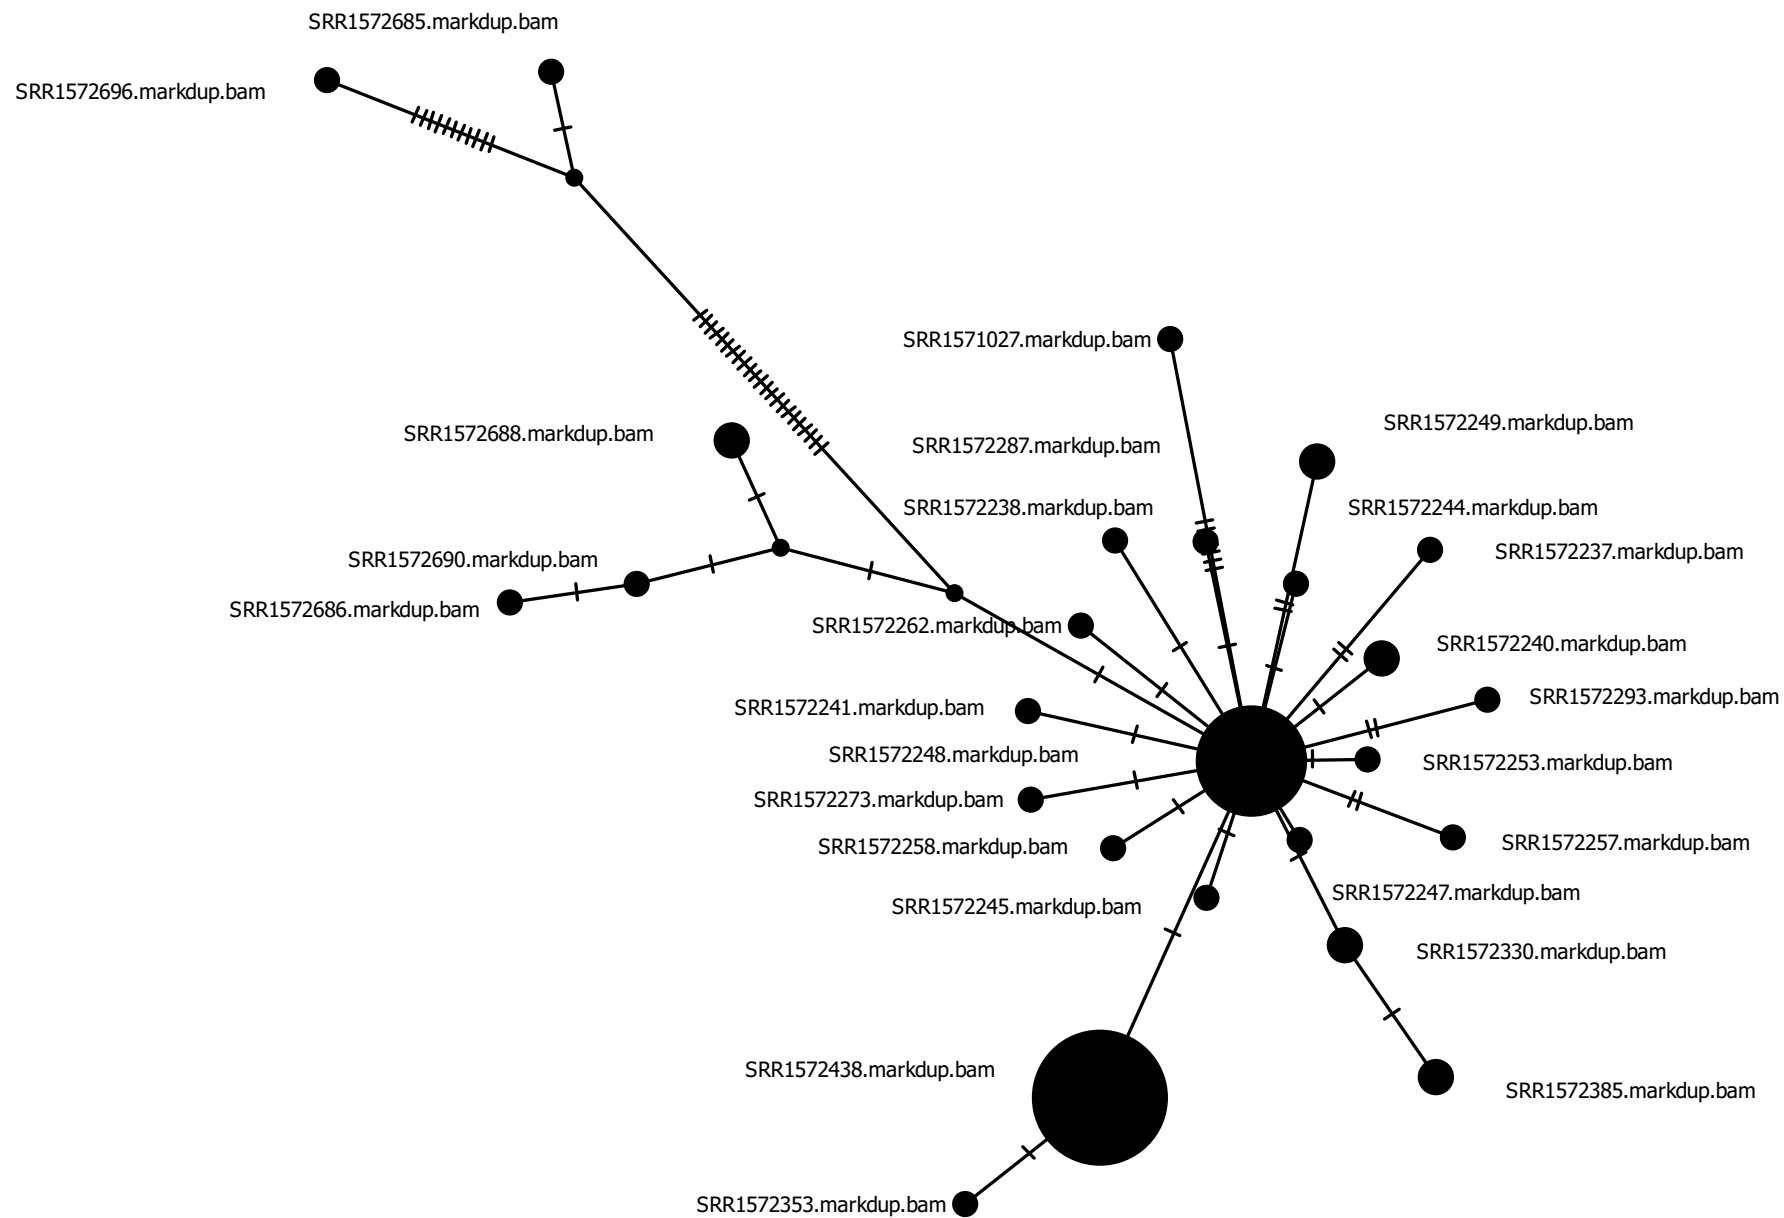 SRR1572685.markdup.bam
SRR1572696.markdup.bam
SRR1571027.markdup.bam
SRR1572249.markdup.bam
SRR1572688.markdup.bam
SRR1572287.markdup.bam
SRR1572238.markdup.bam
SRR1572244.markdup.bam
SRR1572237.markdup.bam
SRR1572690.markdup.bam
SRR1572686.markdup.bam
SRR1572262.markdup.bam
SRR1572240.markdup.bam
SRR1572293.markdup.bam
SRR1572241.markdup.bam
SRR1572248.markdup.bam
SRR1572253.markdup.bam
SRR1572273.markdup.bam
SRR1572258.markdup.bam
SRR1572257.markdup.bam
SRR1572247.markdup.bam
SRR1572245.markdup.bam
SRR1572330.markdup.bam
SRR1572438.markdup.bam
SRR1572385.markdup.bam
SRR1572353.markdup.bam